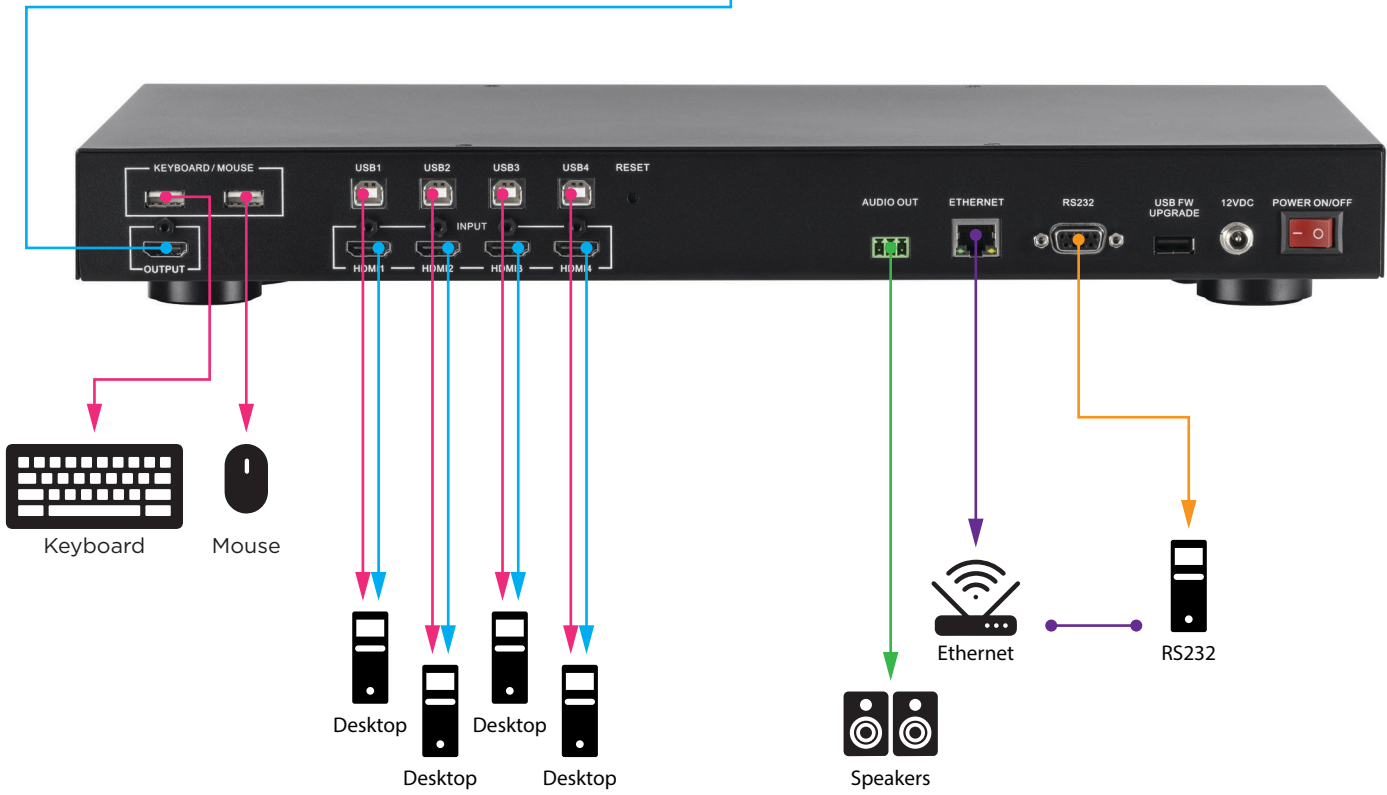 KEYBOARD / MOUSE
USB1
USB2
USB3
USB4
RESET
INPUT
OUTPUT
HDMI1
HDMI2
HDMI3
HDMI4
AUDIO OUT
ETHERNET
RS232
USB FW
UPGRADE
12VDC
POWER ON/OFF
Keyboard
Mouse
Desktop
Desktop
Desktop
Desktop
Speakers
Ethernet
RS232